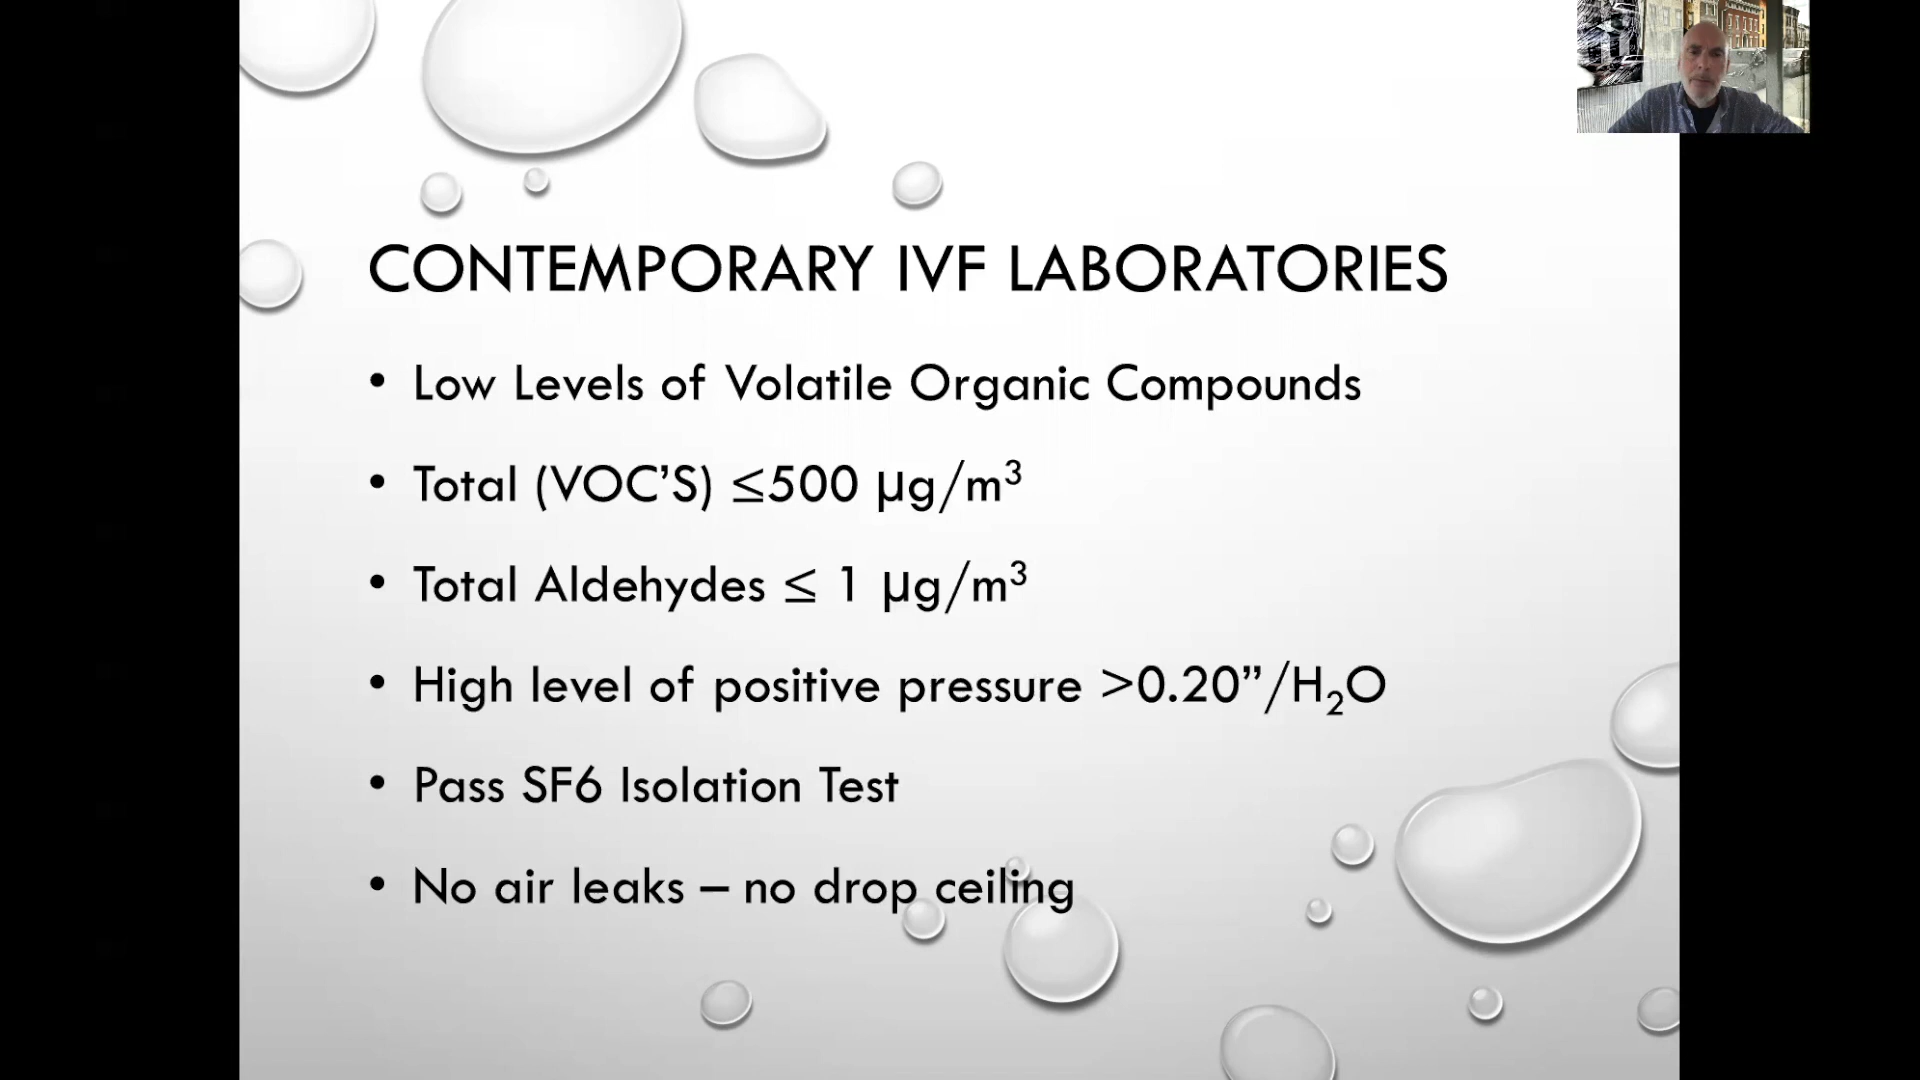 CONTEMPORARY IVF LABORATORIES
• Low Levels of Volatile Organic Compounds
• Total (VOC’S) ≤500 µg/m³
• Total Aldehydes ≤ 1 µg/m³
• High level of positive pressure >0.20”/H₂O
• Pass SF6 Isolation Test
• No air leaks – no drop ceiling